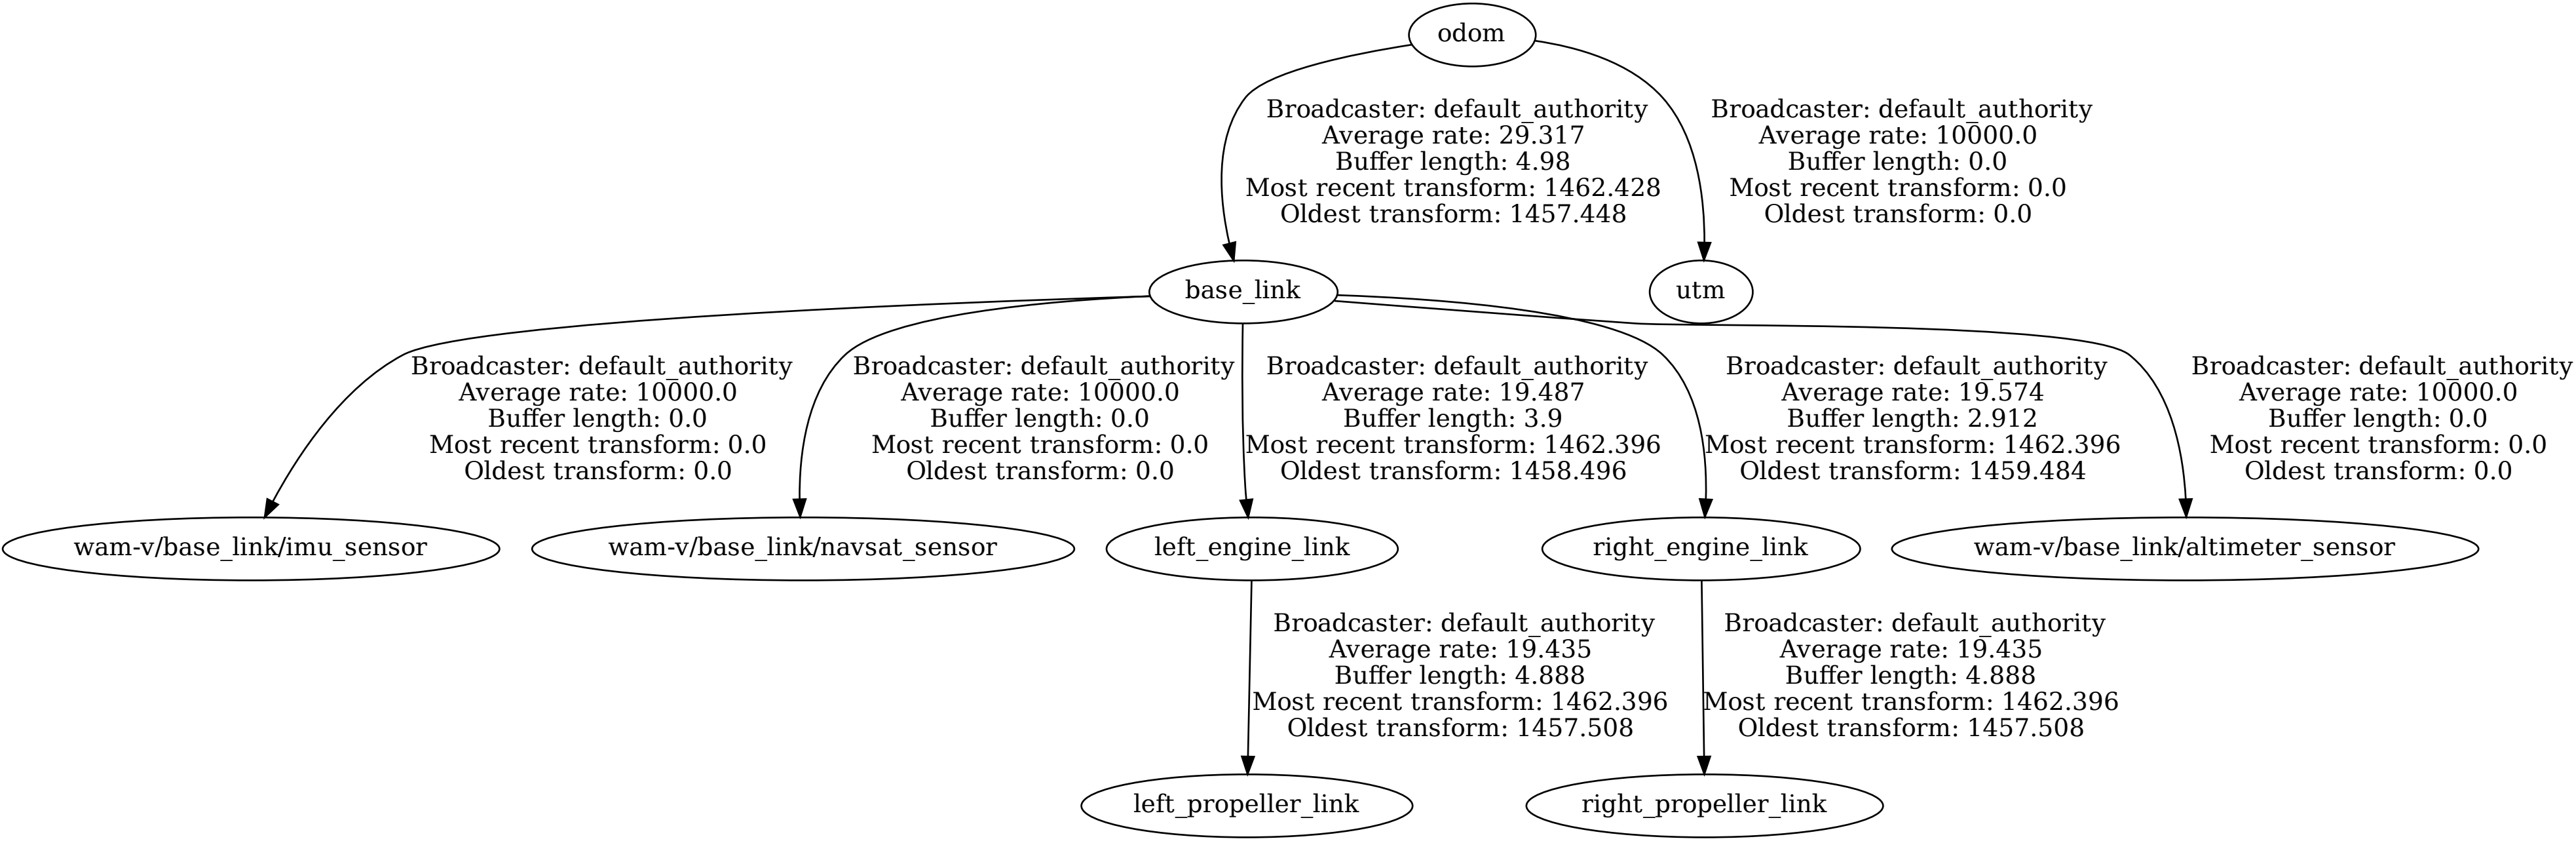 odom
Broadcaster: default_authority
Average rate: 29.317
Buffer length: 4.98
Most recent transform: 1462.428
Oldest transform: 1457.448
Broadcaster: default_authority
Average rate: 10000.0
Buffer length: 0.0
Most recent transform: 0.0
Oldest transform: 0.0
base_link
utm
Broadcaster: default_authority
Average rate: 10000.0
Buffer length: 0.0
Most recent transform: 0.0
Oldest transform: 0.0
Broadcaster: default_authority
Average rate: 10000.0
Buffer length: 0.0
Most recent transform: 0.0
Oldest transform: 0.0
Broadcaster: default_authority
Average rate: 19.487
Buffer length: 3.9
Most recent transform: 1462.396
Oldest transform: 1458.496
Broadcaster: default_authority
Average rate: 19.574
Buffer length: 2.912
Most recent transform: 1462.396
Oldest transform: 1459.484
Broadcaster: default_authority
Average rate: 10000.0
Buffer length: 0.0
Most recent transform: 0.0
Oldest transform: 0.0
wam-v/base_link/imu_sensor
wam-v/base_link/navsat_sensor
left_engine_link
right_engine_link
wam-v/base_link/altimeter_sensor
Broadcaster: default_authority
Average rate: 19.435
Buffer length: 4.888
Most recent transform: 1462.396
Oldest transform: 1457.508
Broadcaster: default_authority
Average rate: 19.435
Buffer length: 4.888
Most recent transform: 1462.396
Oldest transform: 1457.508
left_propeller_link
right_propeller_link